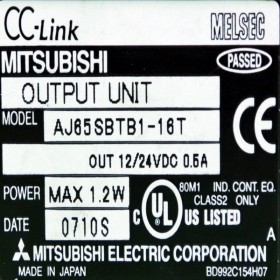 CC-Link MELSEC
MITSUBISHI PASSED
OUTPUT UNIT
MODEL AJ65SBTB1-16T
OUT 12/24VDC 0.5A
CE
POWER MAX 1.2W
80M1 IND. CONT. EQ.
CLASS2 ONLY
DATE 0710S
C UL US LISTED
A
MITSUBISHI ELECTRIC CORPORATION
MADE IN JAPAN BD992C154H07